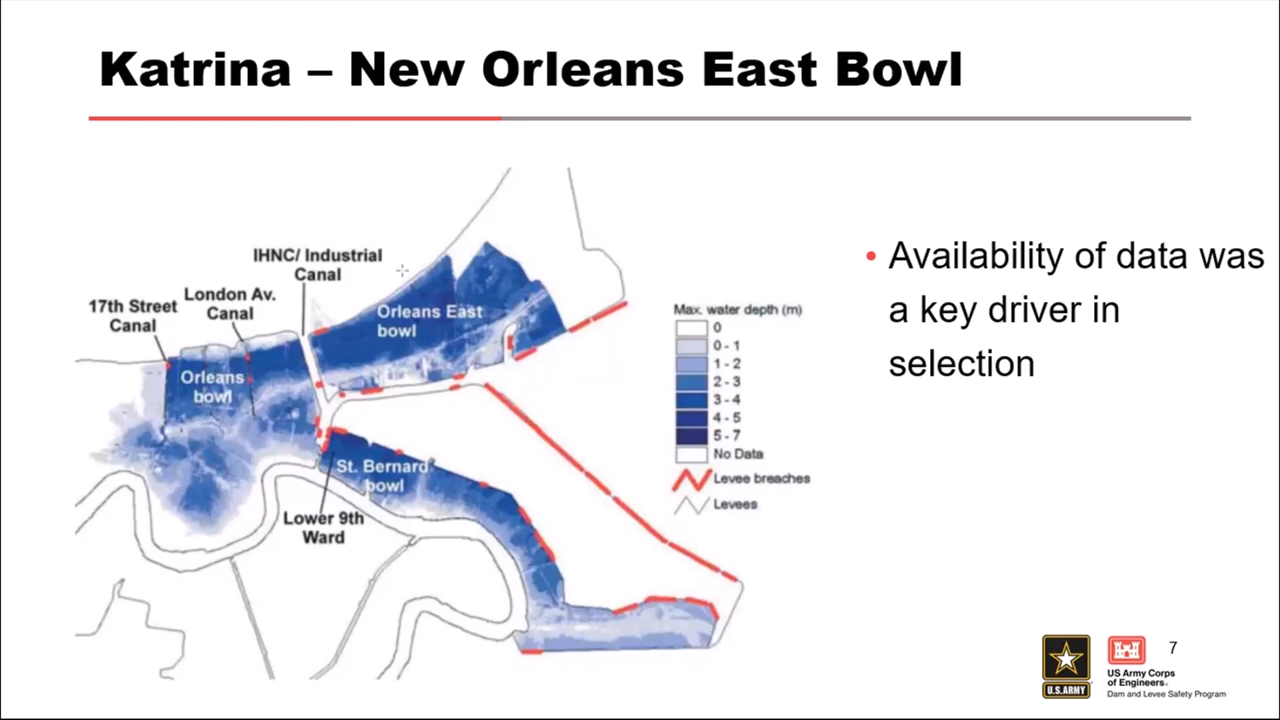 Katrina – New Orleans East Bowl
IHNC/ Industrial
Canal
London Av.
Canal
17th Street
Canal
Orleans East
bowl
Orleans
bowl
St. Bernard
bowl
Lower 9th
Ward
Max. water depth (m)
0
0 - 1
1 - 2
2 - 3
3 - 4
4 - 5
5 - 7
No Data
Levee breaches
Levees
• Availability of data was
a key driver in
selection
U.S.ARMY
US Army Corps
of Engineers®
Dam and Levee Safety Program
7